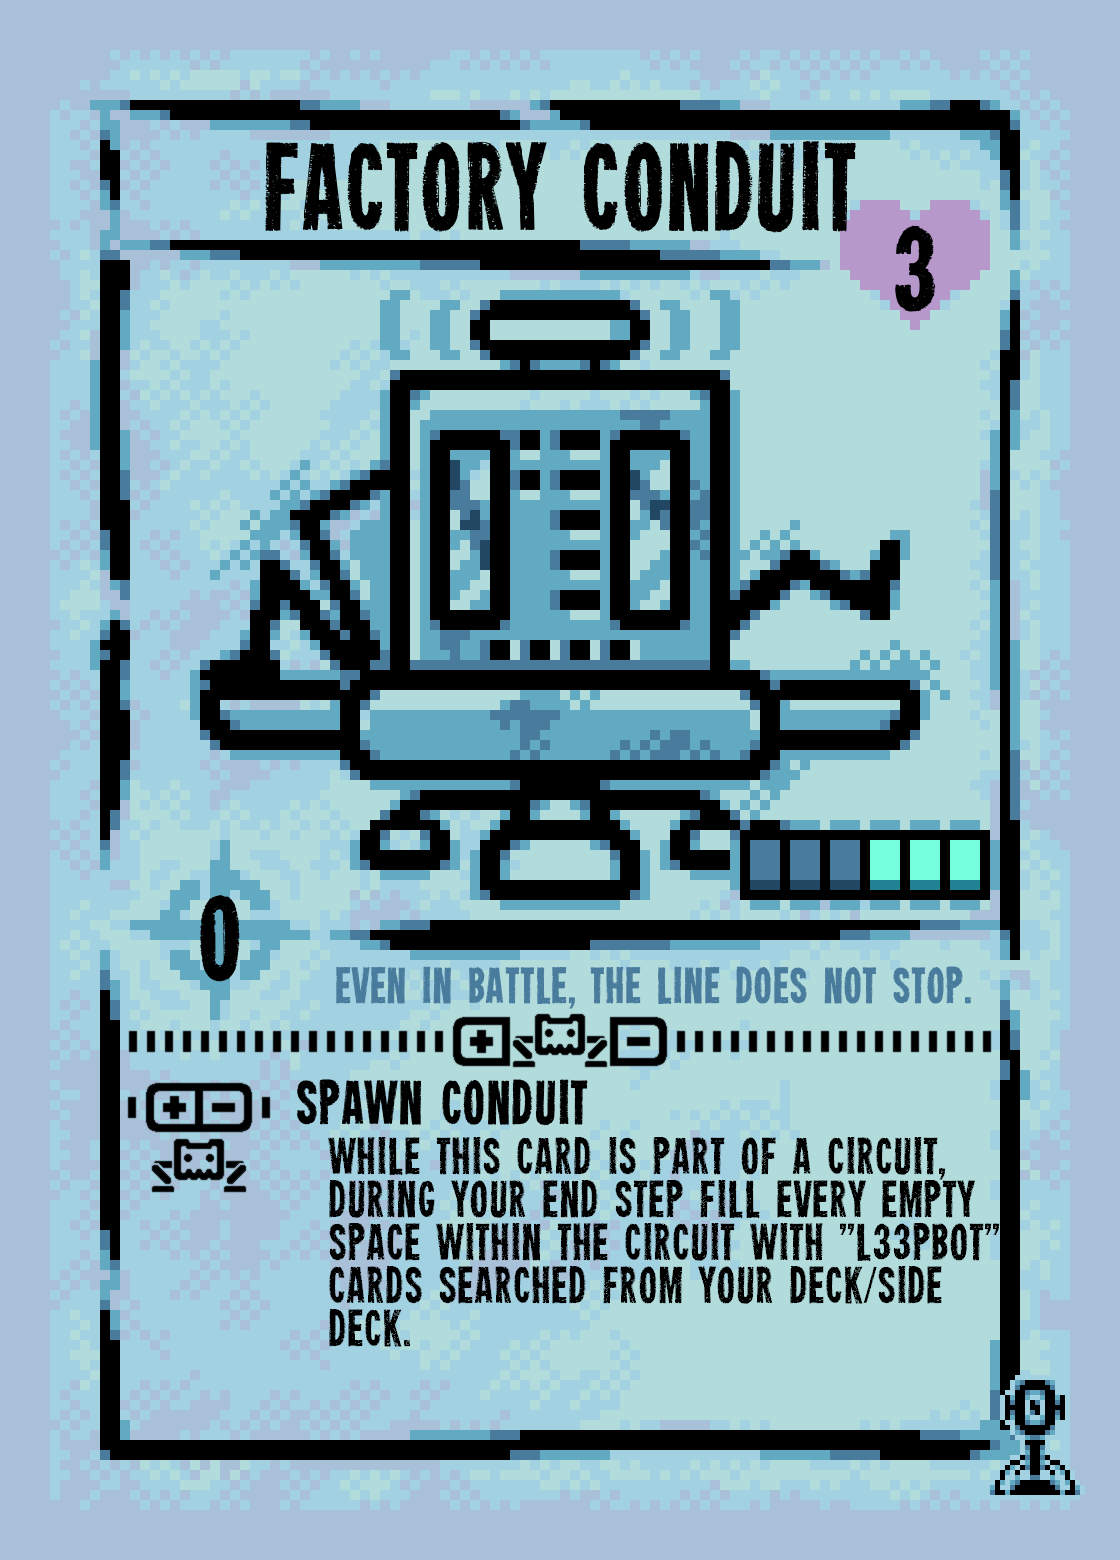 FACTORY CONDUIT
3
0
EVEN IN BATTLE, THE LINE DOES NOT STOP.
SPAWN CONDUIT
WHILE THIS CARD IS PART OF A CIRCUIT,
DURING YOUR END STEP FILL EVERY EMPTY
SPACE WITHIN THE CIRCUIT WITH "L33PBOT"
CARDS SEARCHED FROM YOUR DECK/SIDE
DECK.